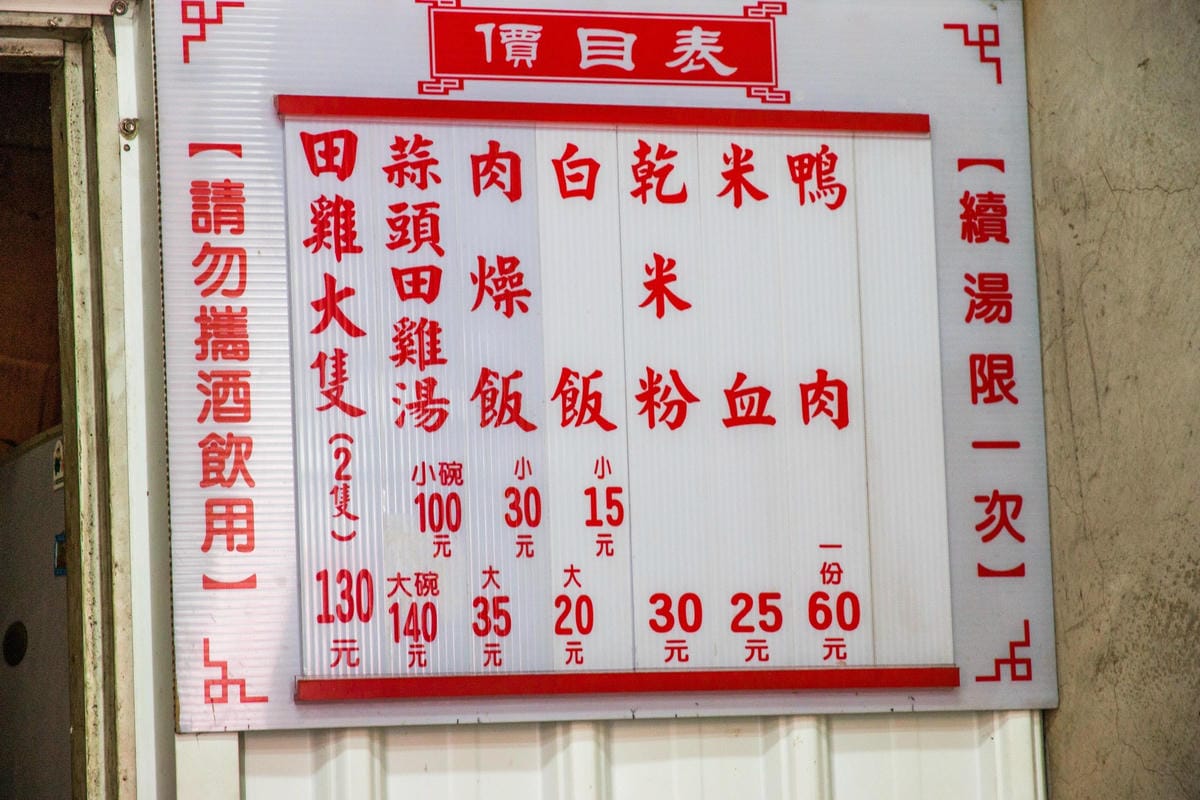 價目表
【續湯限一次】
鴨肉 一份60元
米血 25元
乾米粉 30元
白飯 小15元 大20元
肉燥飯 小30元 大35元
蒜頭田雞湯 小碗100元 大碗140元
田雞大隻(2隻) 130元
【請勿攜酒飲用】